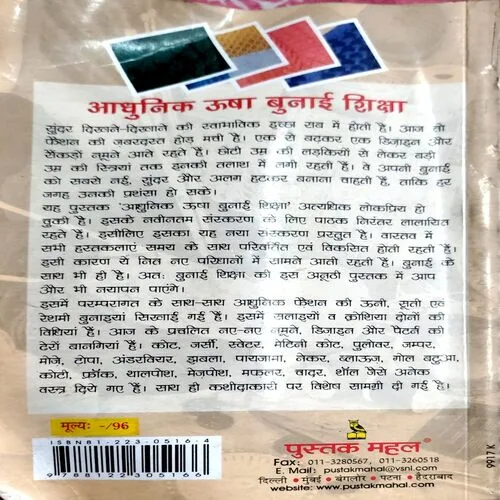 आधुनिक ऊषा बुनाई शिक्षा
सुंदर दिखने-दिखाने की स्वाभाविक इच्छा सब में होती है। आज तो
फैशन की जबरदस्त होड़ मची है। एक से बढ़कर एक डिज़ाइन और
सैंकड़ों नमूने आते रहते हैं। छोटी उम्र की लड़कियों से लेकर बड़ी
उम्र की स्त्रियां तक इनकी तलाश में लगी रहती हैं। वे अपनी बुनाई
को सबसे नई, सुंदर और अलग हटकर बनाना चाहती हैं, ताकि हर
जगह उनकी प्रशंसा हो सके।
यह पुस्तक 'आधुनिक ऊषा बुनाई शिक्षा' अत्यधिक लोकप्रिय हो
चुकी है। इसके नवीनतम संस्करण के लिए पाठक निरंतर लालायित
रहते हैं। इसीलिए इसका यह नया संस्करण प्रस्तुत है। वास्तव में
सभी हस्तकलाएं समय के साथ परिवर्तित एवं विकसित होती रहती हैं।
इसी कारण ये नित नए परिधानों में सामने आती रहती हैं। बुनाई के
साथ भी ही है। अतः बुनाई शिक्षा की इस अनूठी पुस्तक में आप
और भी नयापन पाएंगे।
इसमें परम्परागत के साथ-साथ आधुनिक फैशन की ऊनी, सूती एवं
रेशमी बुनाइयां सिखाई गई हैं। इसमें सलाइयों व क्रोशिया दोनों की
विधियां हैं। आज के प्रचलित नए-नए नमूने, डिज़ाइन और पैटर्न की
ढेरों बानगियां हैं। कोट, जर्सी, स्वेटर, मेटिनी कोट, पुलोवर, जम्पर,
मोजे, टोपा, अंडरवियर, झबला, पायजामा, नेकर, ब्लाऊज, गोल बटुआ,
कोटी, फ्रॉक, थालपोश, मेजपोश, मफलर, चादर, शॉल जैसे अनेक
वस्त्र दिये गए हैं। साथ ही कशीदाकारी पर विशेष सामग्री दी गई है।
मूल्यः -/96
ISBN81-223-0516-4
9 788122 305166
पुस्तक महल®
Fax: 011-3280567, 011-3260518
E. Mail: pustakmahal@vsnl.com
दिल्ली • मुंबई • बंगलोर • पटना • हैदराबाद
website: www.pustakmahal.com
9917 K